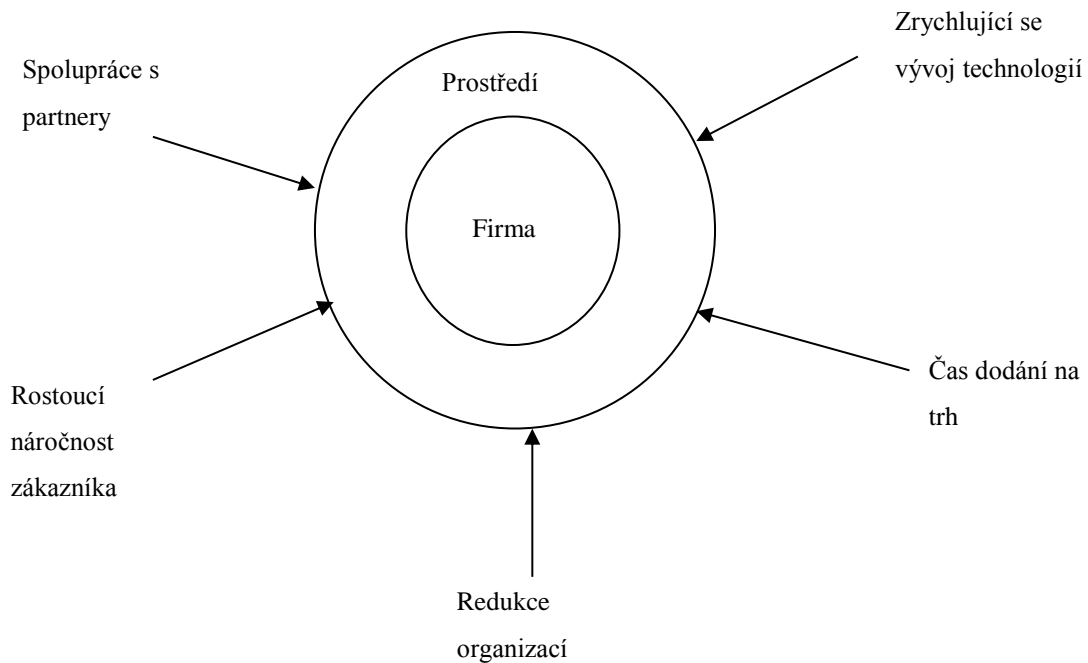 Zrychlující se
vývoj technologií
Spolupráce s
partnery
Prostředí
Firma
Čas dodání na
trh
Rostoucí
náročnost
zákazníka
Redukce
organizací